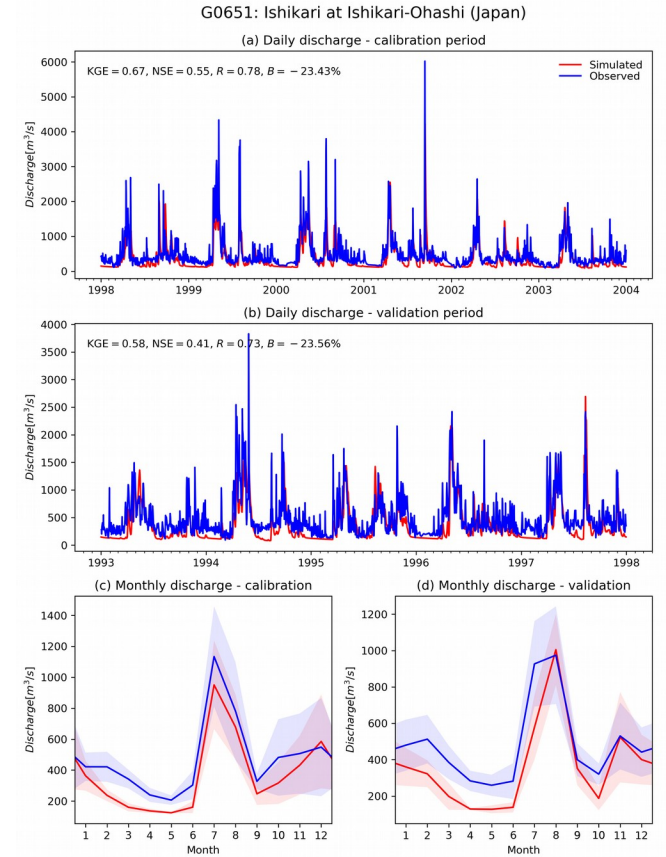 G0651: Ishikari at Ishikari-Ohashi (Japan)
(a) Daily discharge - calibration period
KGE = 0.67, NSE = 0.55, R = 0.78, B = −23.43%
Simulated
Observed
Discharge[m³/s]
6000
5000
4000
3000
2000
1000
0
1998 1999 2000 2001 2002 2003 2004
(b) Daily discharge - validation period
KGE = 0.58, NSE = 0.41, R = 0.73, B = −23.56%
Discharge[m³/s]
4000
3500
3000
2500
2000
1500
1000
500
0
1993 1994 1995 1996 1997 1998
(c) Monthly discharge - calibration
Discharge[m³/s]
1400
1200
1000
800
600
400
200
1 2 3 4 5 6 7 8 9 10 11 12
Month
(d) Monthly discharge - validation
Discharge[m³/s]
1200
1000
800
600
400
200
1 2 3 4 5 6 7 8 9 10 11 12
Month